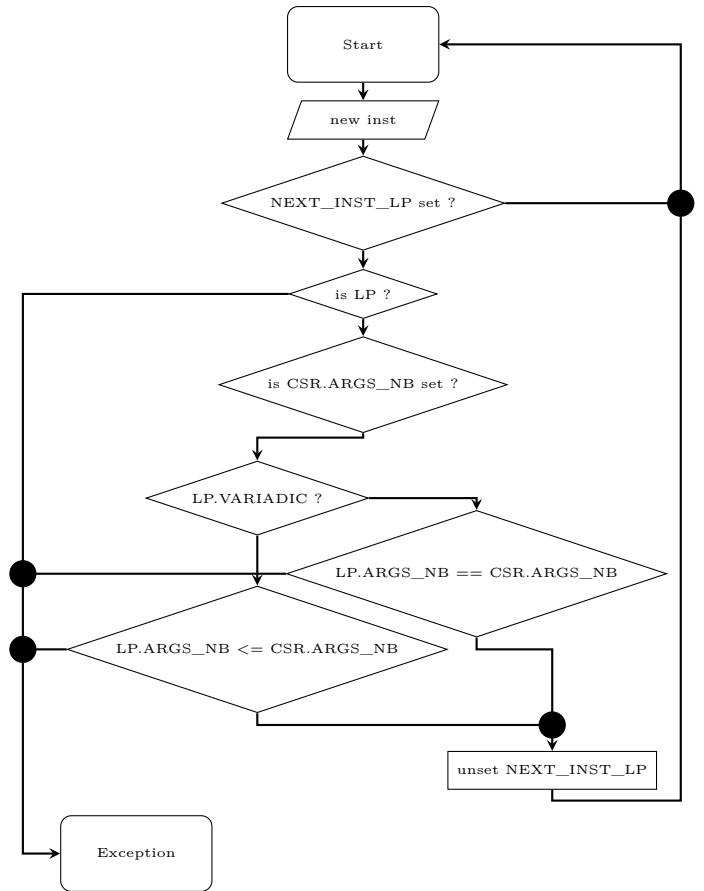 Start
new inst
NEXT_INST_LP set ?
is LP ?
is CSR.ARGS_NB set ?
LP.VARIADIC ?
LP.ARGS_NB == CSR.ARGS_NB
LP.ARGS_NB <= CSR.ARGS_NB
unset NEXT_INST_LP
Exception